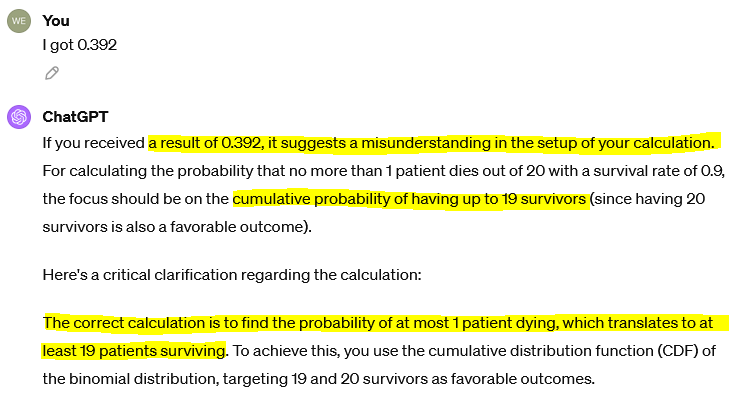 WE You
I got 0.392
ChatGPT
If you received a result of 0.392, it suggests a misunderstanding in the setup of your calculation.
For calculating the probability that no more than 1 patient dies out of 20 with a survival rate of 0.9,
the focus should be on the cumulative probability of having up to 19 survivors (since having 20
survivors is also a favorable outcome).
Here's a critical clarification regarding the calculation:
The correct calculation is to find the probability of at most 1 patient dying, which translates to at
least 19 patients surviving. To achieve this, you use the cumulative distribution function (CDF) of
the binomial distribution, targeting 19 and 20 survivors as favorable outcomes.